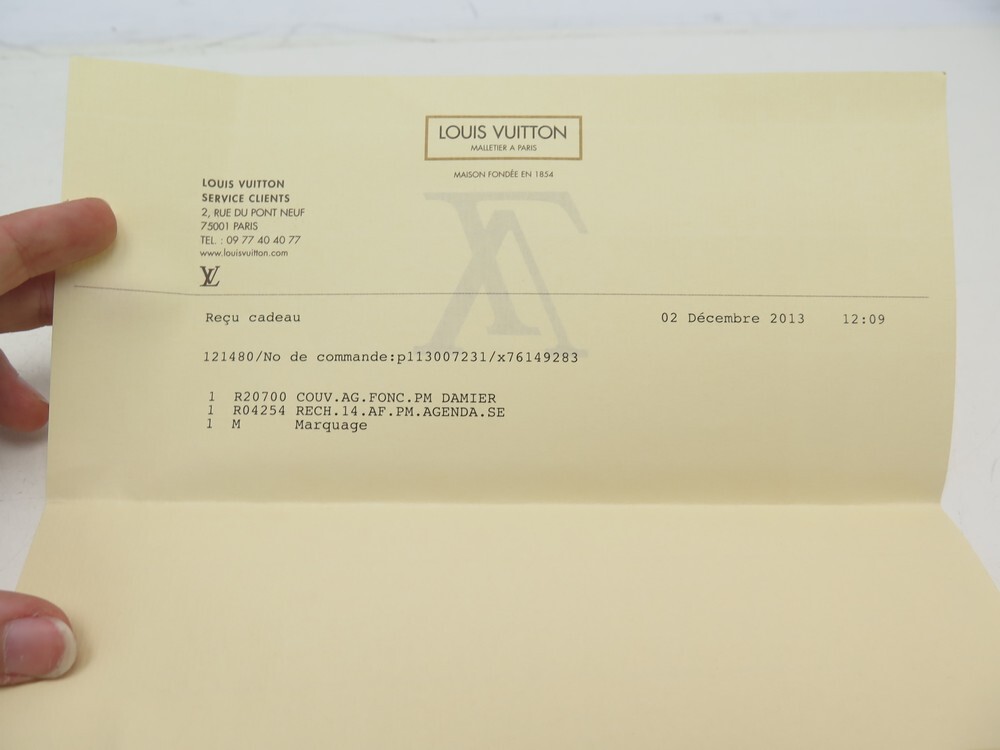 LOUIS VUITTON
MALLETIER A PARIS
MAISON FONDÉE EN 1854
LOUIS VUITTON
SERVICE CLIENTS
2, RUE DU PONT NEUF
75001 PARIS
TEL. : 09 77 40 40 77
www.louisvuitton.com
LV
Reçu cadeau 02 Décembre 2013 12:09
121480/No de commande:p113007231/x76149283
1 R20700 COUV.AG.FONC.PM DAMIER
1 R04254 RECH.14.AF.PM.AGENDA.SE
1 M Marquage